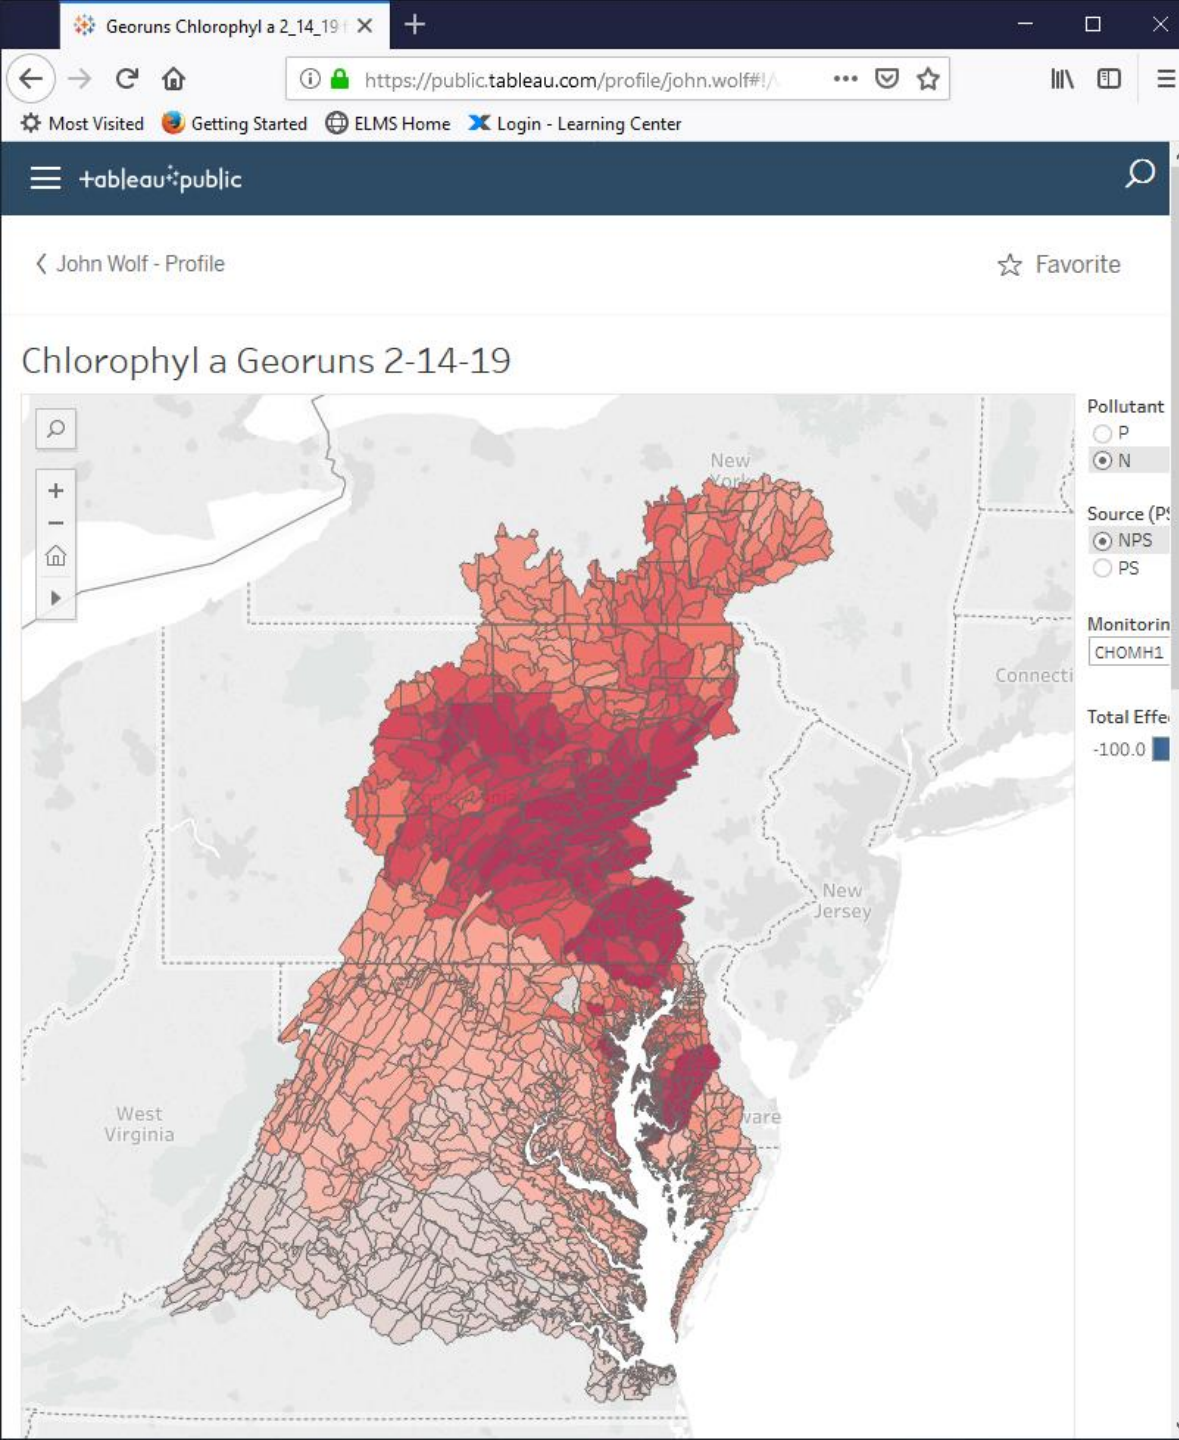 Georuns Chlorophyl a 2_14_19
https://public.tableau.com/profile/john.wolf#!/
Most Visited Getting Started ELMS Home Login - Learning Center
+ableau public
John Wolf - Profile
Favorite
Chlorophyl a Georuns 2-14-19
Pollutant
P
N
Source (PS
NPS
PS
Monitorin
CHOMH1
Total Effe
-100.0
New
York
Connecti
New
Jersey
West
Virginia
ware